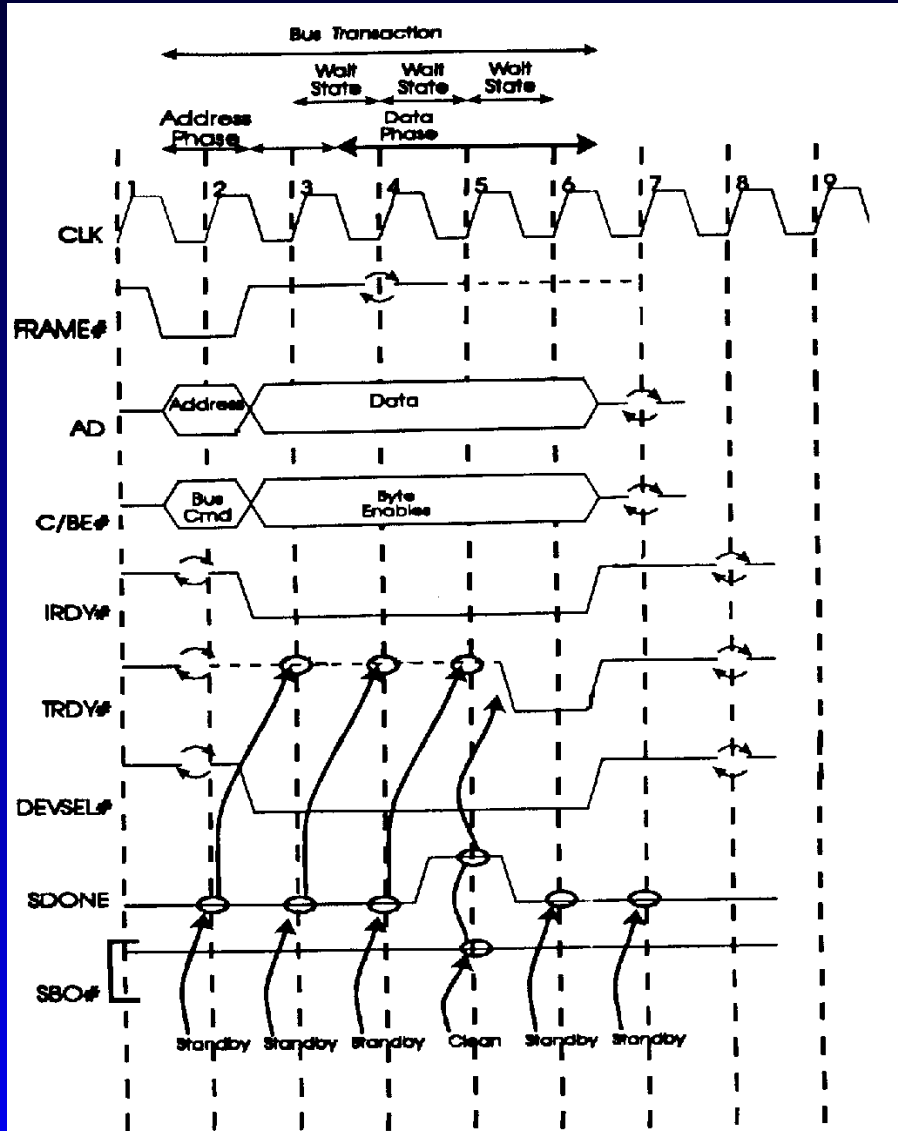 Bus Transaction
Wait State
Wait State
Wait State
Address Phase
Data Phase
1 2 3 4 5 6 7 8 9
CLK
FRAME#
Address
Data
AD
Bus Cmd
Byte Enables
C/BE#
IRDY#
TRDY#
DEVSEL#
SDONE
SBO#
Standby Standby Standby Clean Standby Standby